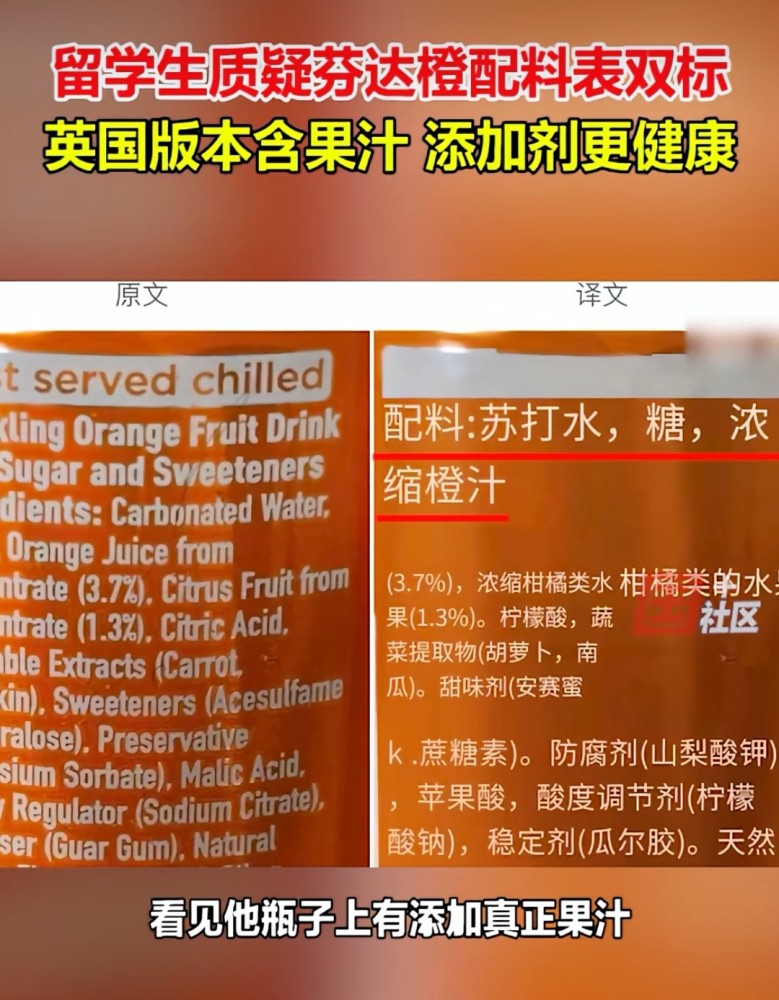 留学生质疑芬达橙配料表双标
英国版本含果汁 添加剂更健康
原文
译文
t served chilled
kling Orange Fruit Drink
Sugar and Sweeteners
dients: Carbonated Water,
Orange Juice from
ntrate (3.7%), Citrus Fruit from
ntrate (1.3%), Citric Acid,
ble Extracts (Carrot,
kin), Sweeteners (Acesulfame
ralose), Preservative
sium Sorbate), Malic Acid,
Regulator (Sodium Citrate),
ser (Guar Gum), Natural
配料:苏打水，糖，浓
缩橙汁
(3.7%)，浓缩柑橘类水 柑橘类的水
果(1.3%)。柠檬酸，蔬
菜提取物(胡萝卜，南
瓜)。甜味剂(安赛蜜
社区
k .蔗糖素)。防腐剂(山梨酸钾)
，苹果酸，酸度调节剂(柠檬
酸钠)，稳定剂(瓜尔胶)。天然
看见他瓶子上有添加真正果汁